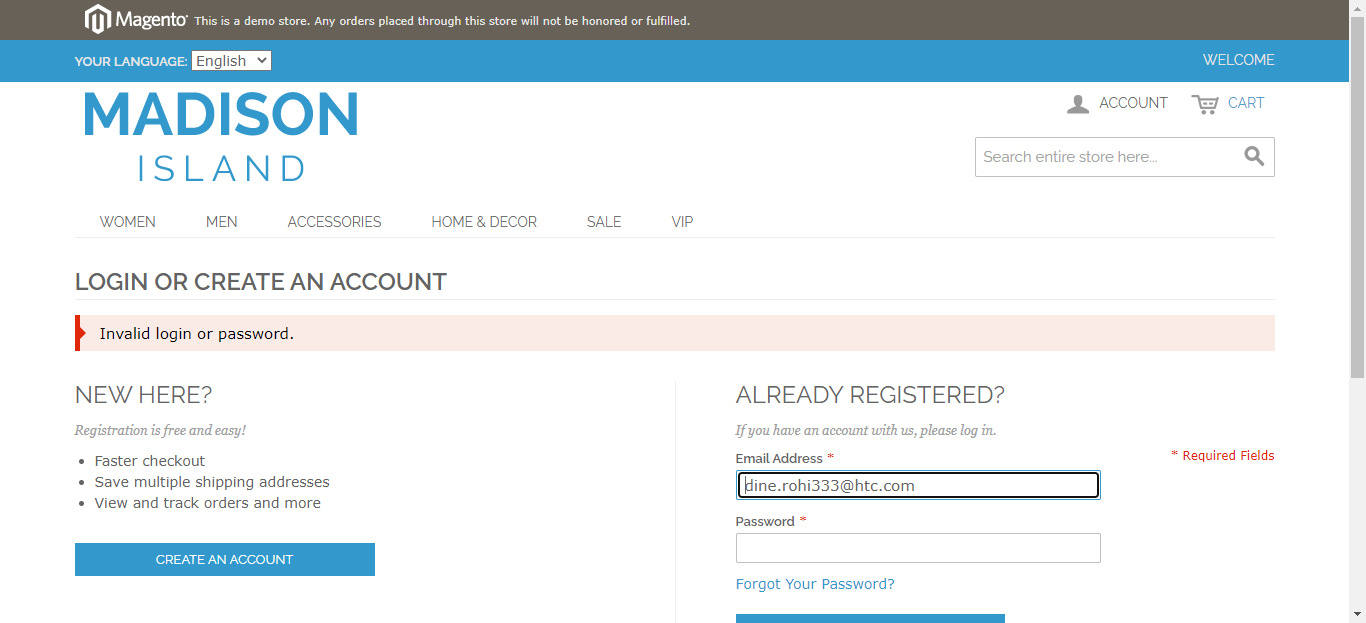 Magento® This is a demo store. Any orders placed through this store will not be honored or fulfilled.
YOUR LANGUAGE: English WELCOME
MADISON
ISLAND
ACCOUNT CART
Search entire store here...
WOMEN MEN ACCESSORIES HOME & DECOR SALE VIP
LOGIN OR CREATE AN ACCOUNT
Invalid login or password.
NEW HERE?
Registration is free and easy!
Faster checkout
Save multiple shipping addresses
View and track orders and more
CREATE AN ACCOUNT
ALREADY REGISTERED?
If you have an account with us, please log in.
* Required Fields
Email Address *
dine.rohi333@htc.com
Password *
Forgot Your Password?